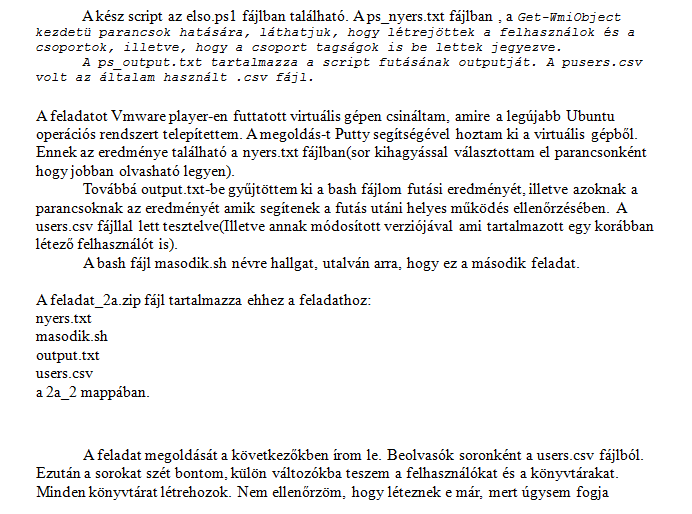 A kész script az elso.ps1 fájlban található. A ps_nyers.txt fájlban , a Get-WmiObject
kezdetű parancsok hatására, láthatjuk, hogy létrejöttek a felhasználok és a
csoportok, illetve, hogy a csoport tagságok is be lettek jegyezve.
A ps_output.txt tartalmazza a script futásának outputját. A pusers.csv
volt az általam használt .csv fájl.
A feladatot Vmware player-en futtatott virtuális gépen csináltam, amire a legújabb Ubuntu
operációs rendszert telepítettem. A megoldás-t Putty segítségével hoztam ki a virtuális gépből.
Ennek az eredménye található a nyers.txt fájlban(sor kihagyással választottam el parancsonként
hogy jobban olvasható legyen).
Továbbá output.txt-be gyűjtöttem ki a bash fájlom futási eredményét, illetve azoknak a
parancsoknak az eredményét amik segítenek a futás utáni helyes működés ellenőrzésében. A
users.csv fájllal lett tesztelve(Illetve annak módosított verziójával ami tartalmazott egy korábban
létező felhasználót is).
A bash fájl masodik.sh névre hallgat, utalván arra, hogy ez a második feladat.
A feladat_2a.zip fájl tartalmazza ehhez a feladathoz:
nyers.txt
masodik.sh
output.txt
users.csv
a 2a_2 mappában.
A feladat megoldását a következőkben írom le. Beolvasók soronként a users.csv fájlból.
Ezután a sorokat szét bontom, külön változókba teszem a felhasználókat és a könyvtárakat.
Minden könyvtárat létrehozok. Nem ellenőrzöm, hogy léteznek e már, mert úgysem fogja